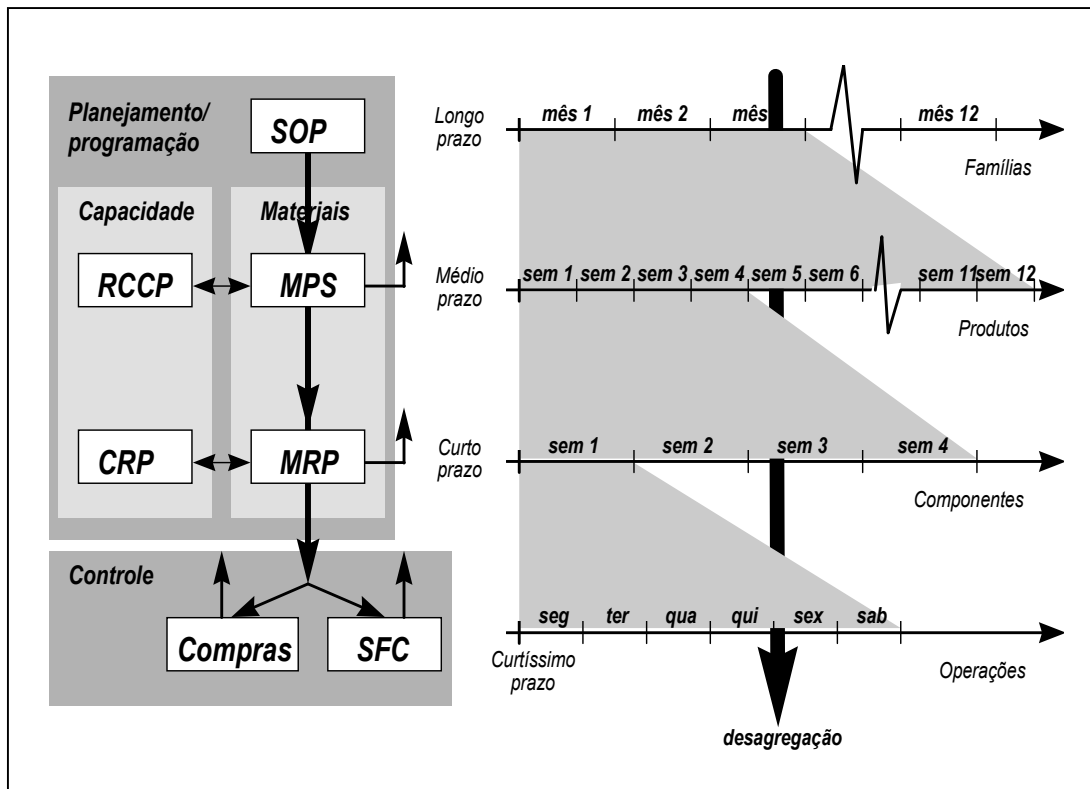 Planejamento/
programação
SOP
Capacidade
Materiais
RCCP
MPS
CRP
MRP
Controle
Compras
SFC
Longo
prazo
mês 1 mês 2 mês mês 12
Famílias
Médio
prazo
sem 1 sem 2 sem 3 sem 4 sem 5 sem 6 sem 11 sem 12
Produtos
Curto
prazo
sem 1 sem 2 sem 3 sem 4
Componentes
seg ter qua qui sex sab
Curtíssimo
prazo
Operações
desagregação